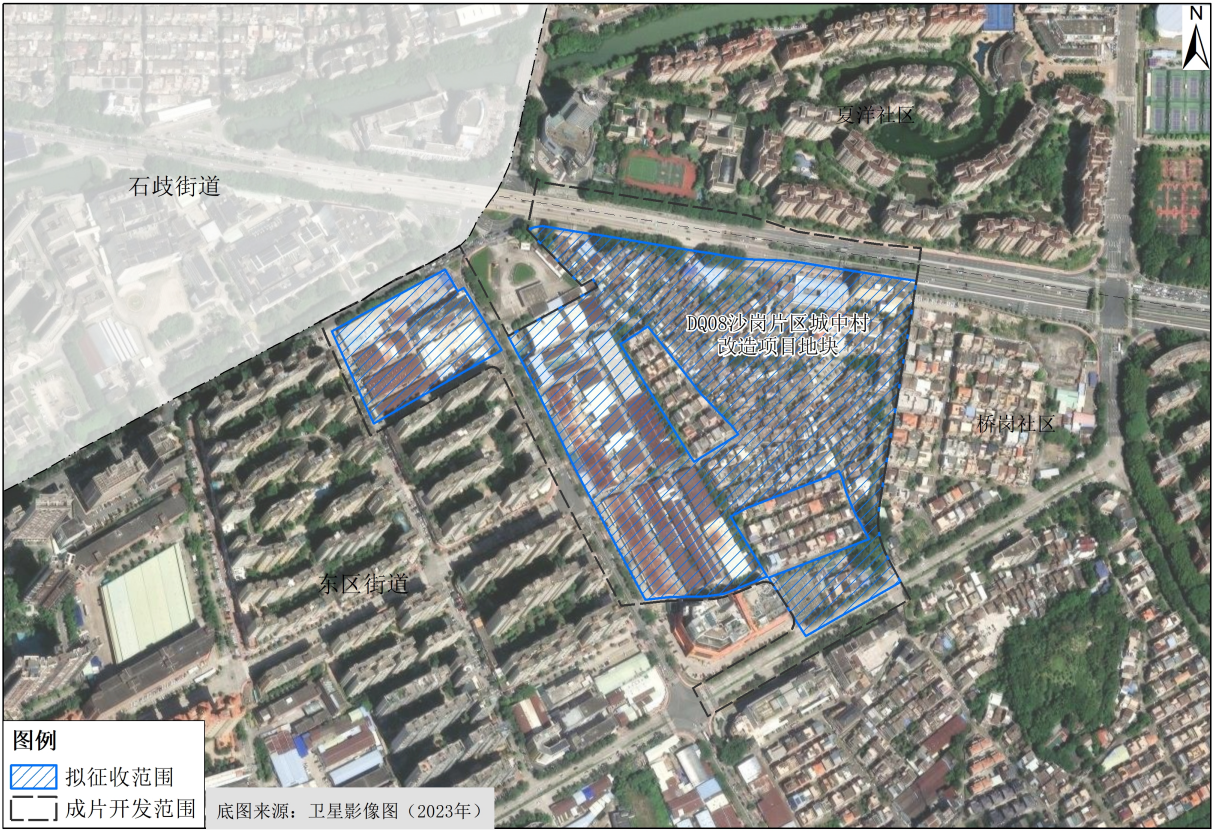 N
夏洋社区
石歧街道
DQ08沙岗片区城中村
改造项目地块
桥岗社区
东区街道
图例
拟征收范围
成片开发范围
底图来源：卫星影像图（2023年）